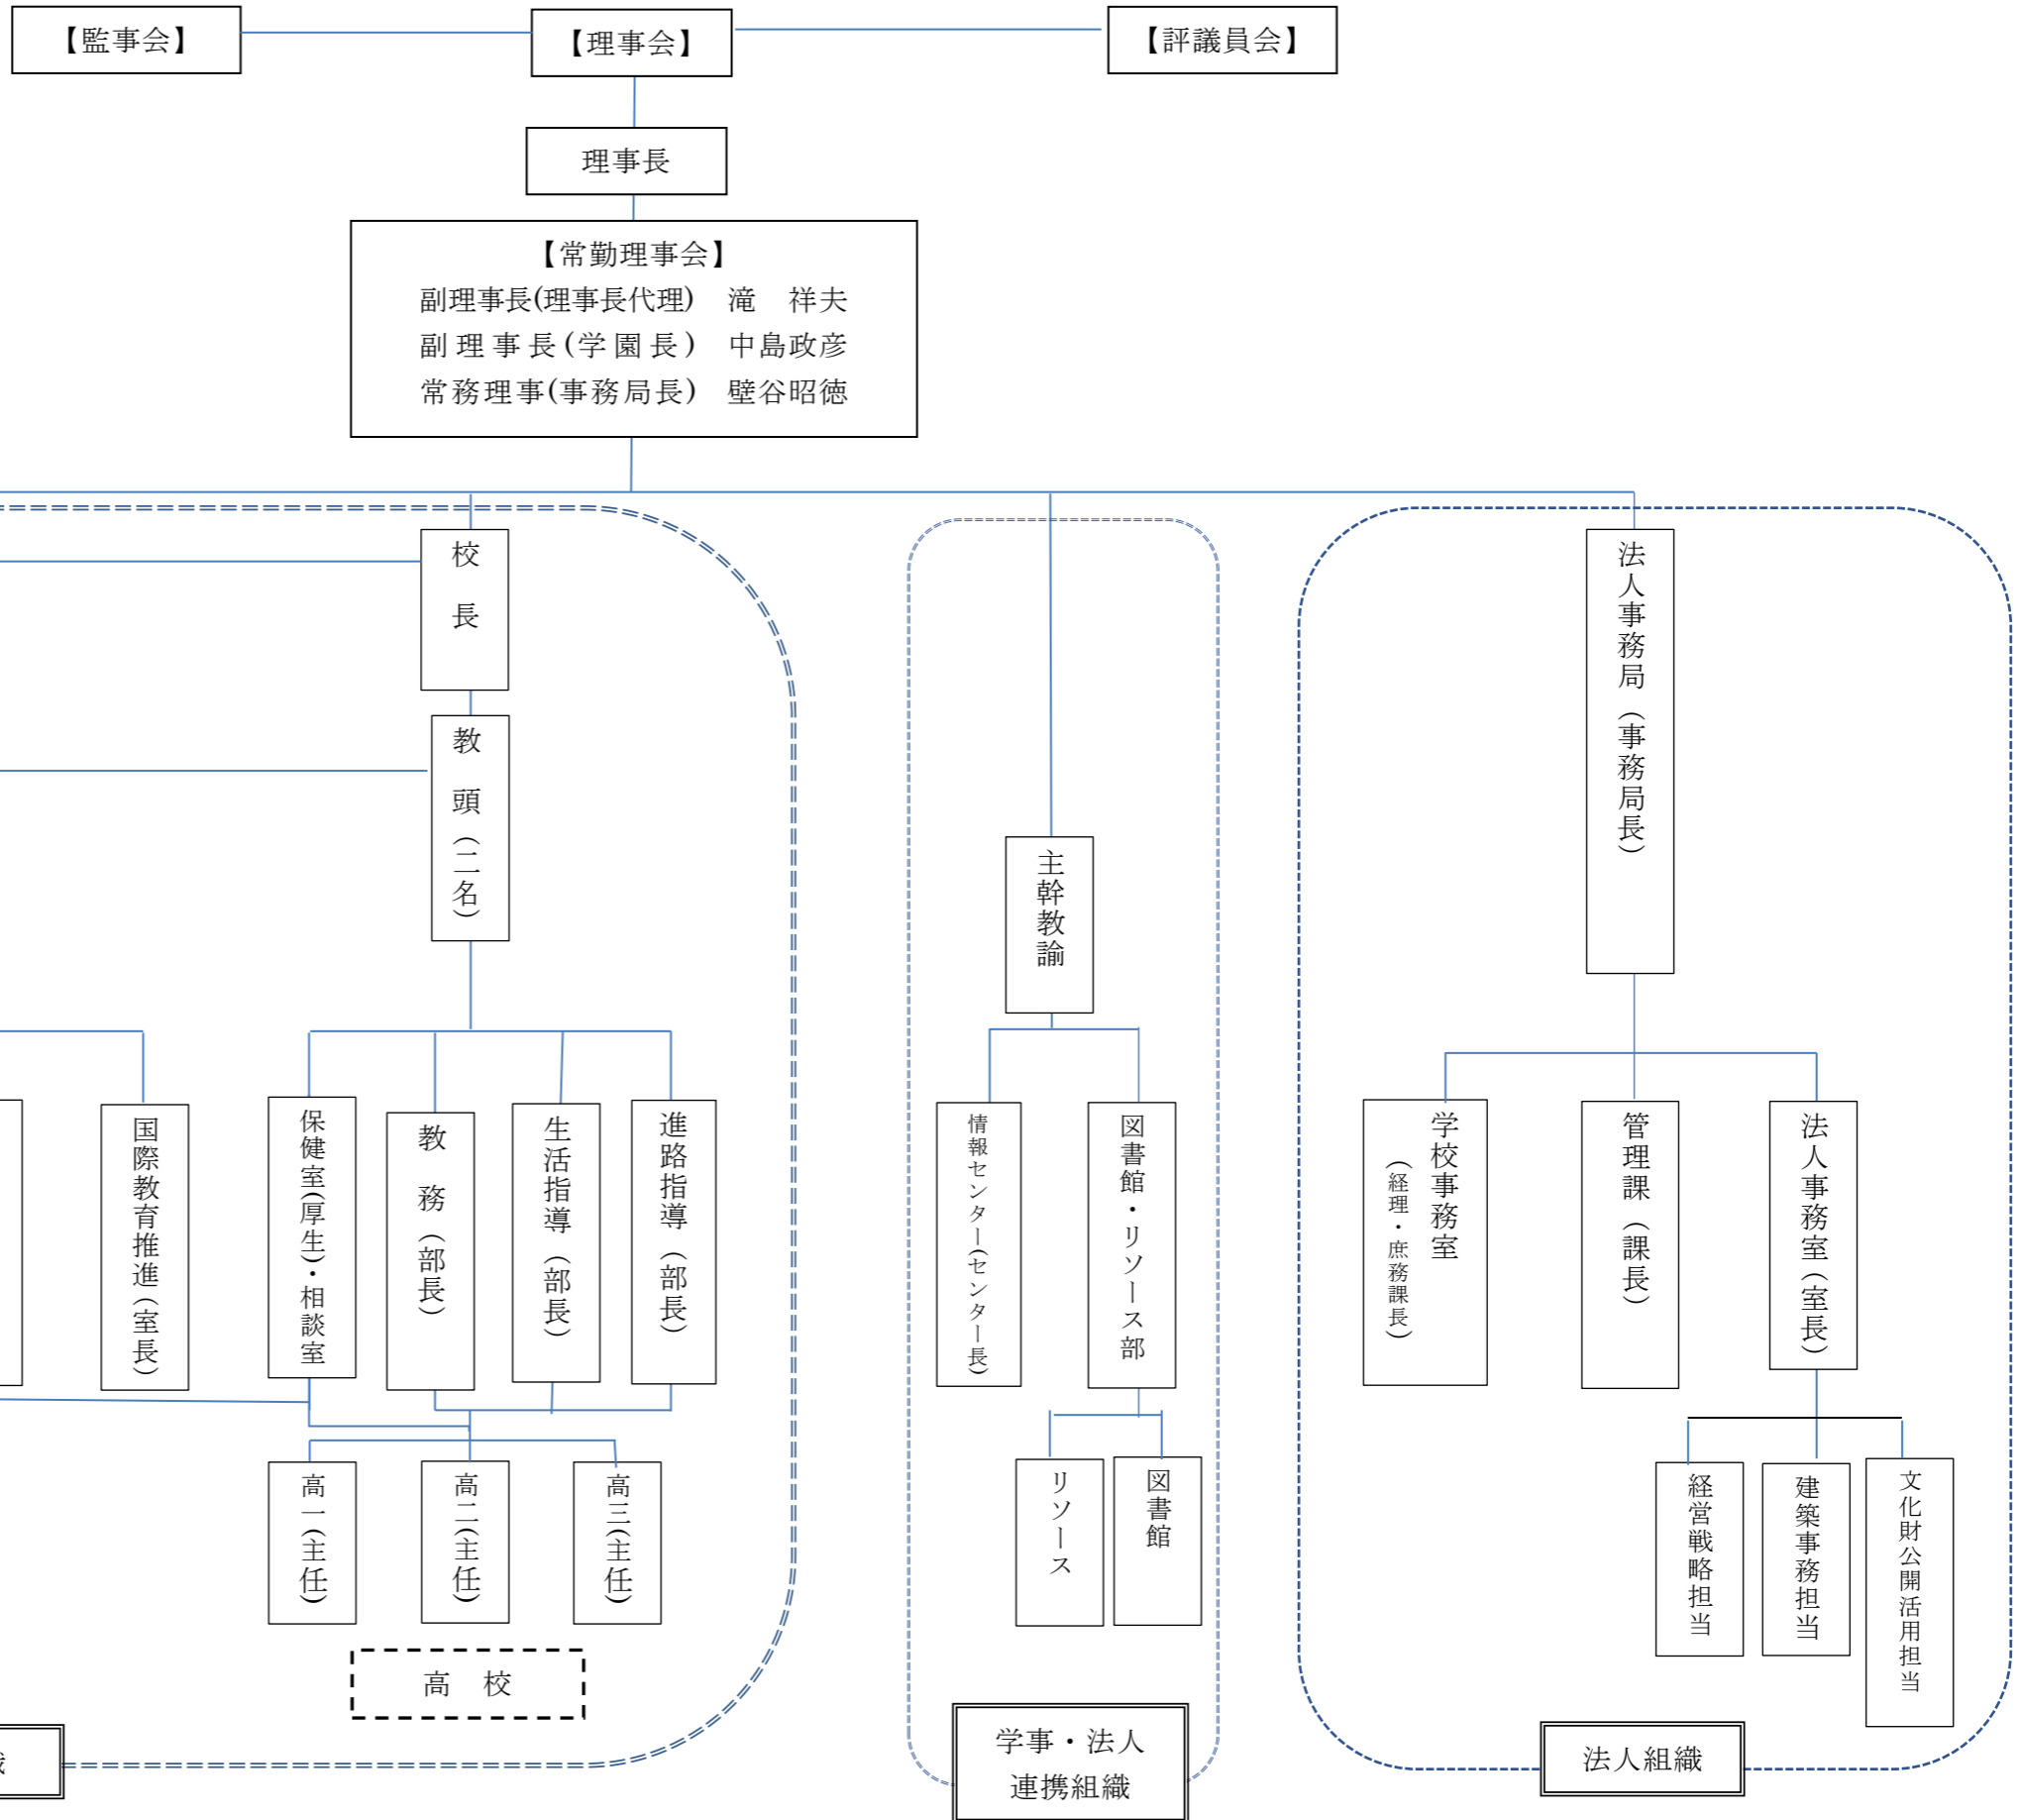 【監事会】
【理事会】
【評議員会】
理事長
【常勤理事会】
副理事長(理事長代理)　滝　祥夫
副理事長(学園長)　中島政彦
常務理事(事務局長)　壁谷昭徳
校　長
教　頭（二名）
国際教育推進（室長）
保健室(厚生)・相談室
教　務（部長）
生活指導（部長）
進路指導（部長）
高一(主任)
高二(主任)
高三(主任)
高　校
主幹教諭
情報センター(センター長)
図書館・リソース部
リソース
図書館
学事・法人
連携組織
法人事務局（事務局長）
学校事務室
（経理・庶務課長）
管理課（課長）
法人事務室（室長）
経営戦略担当
建築事務担当
文化財公開活用担当
法人組織